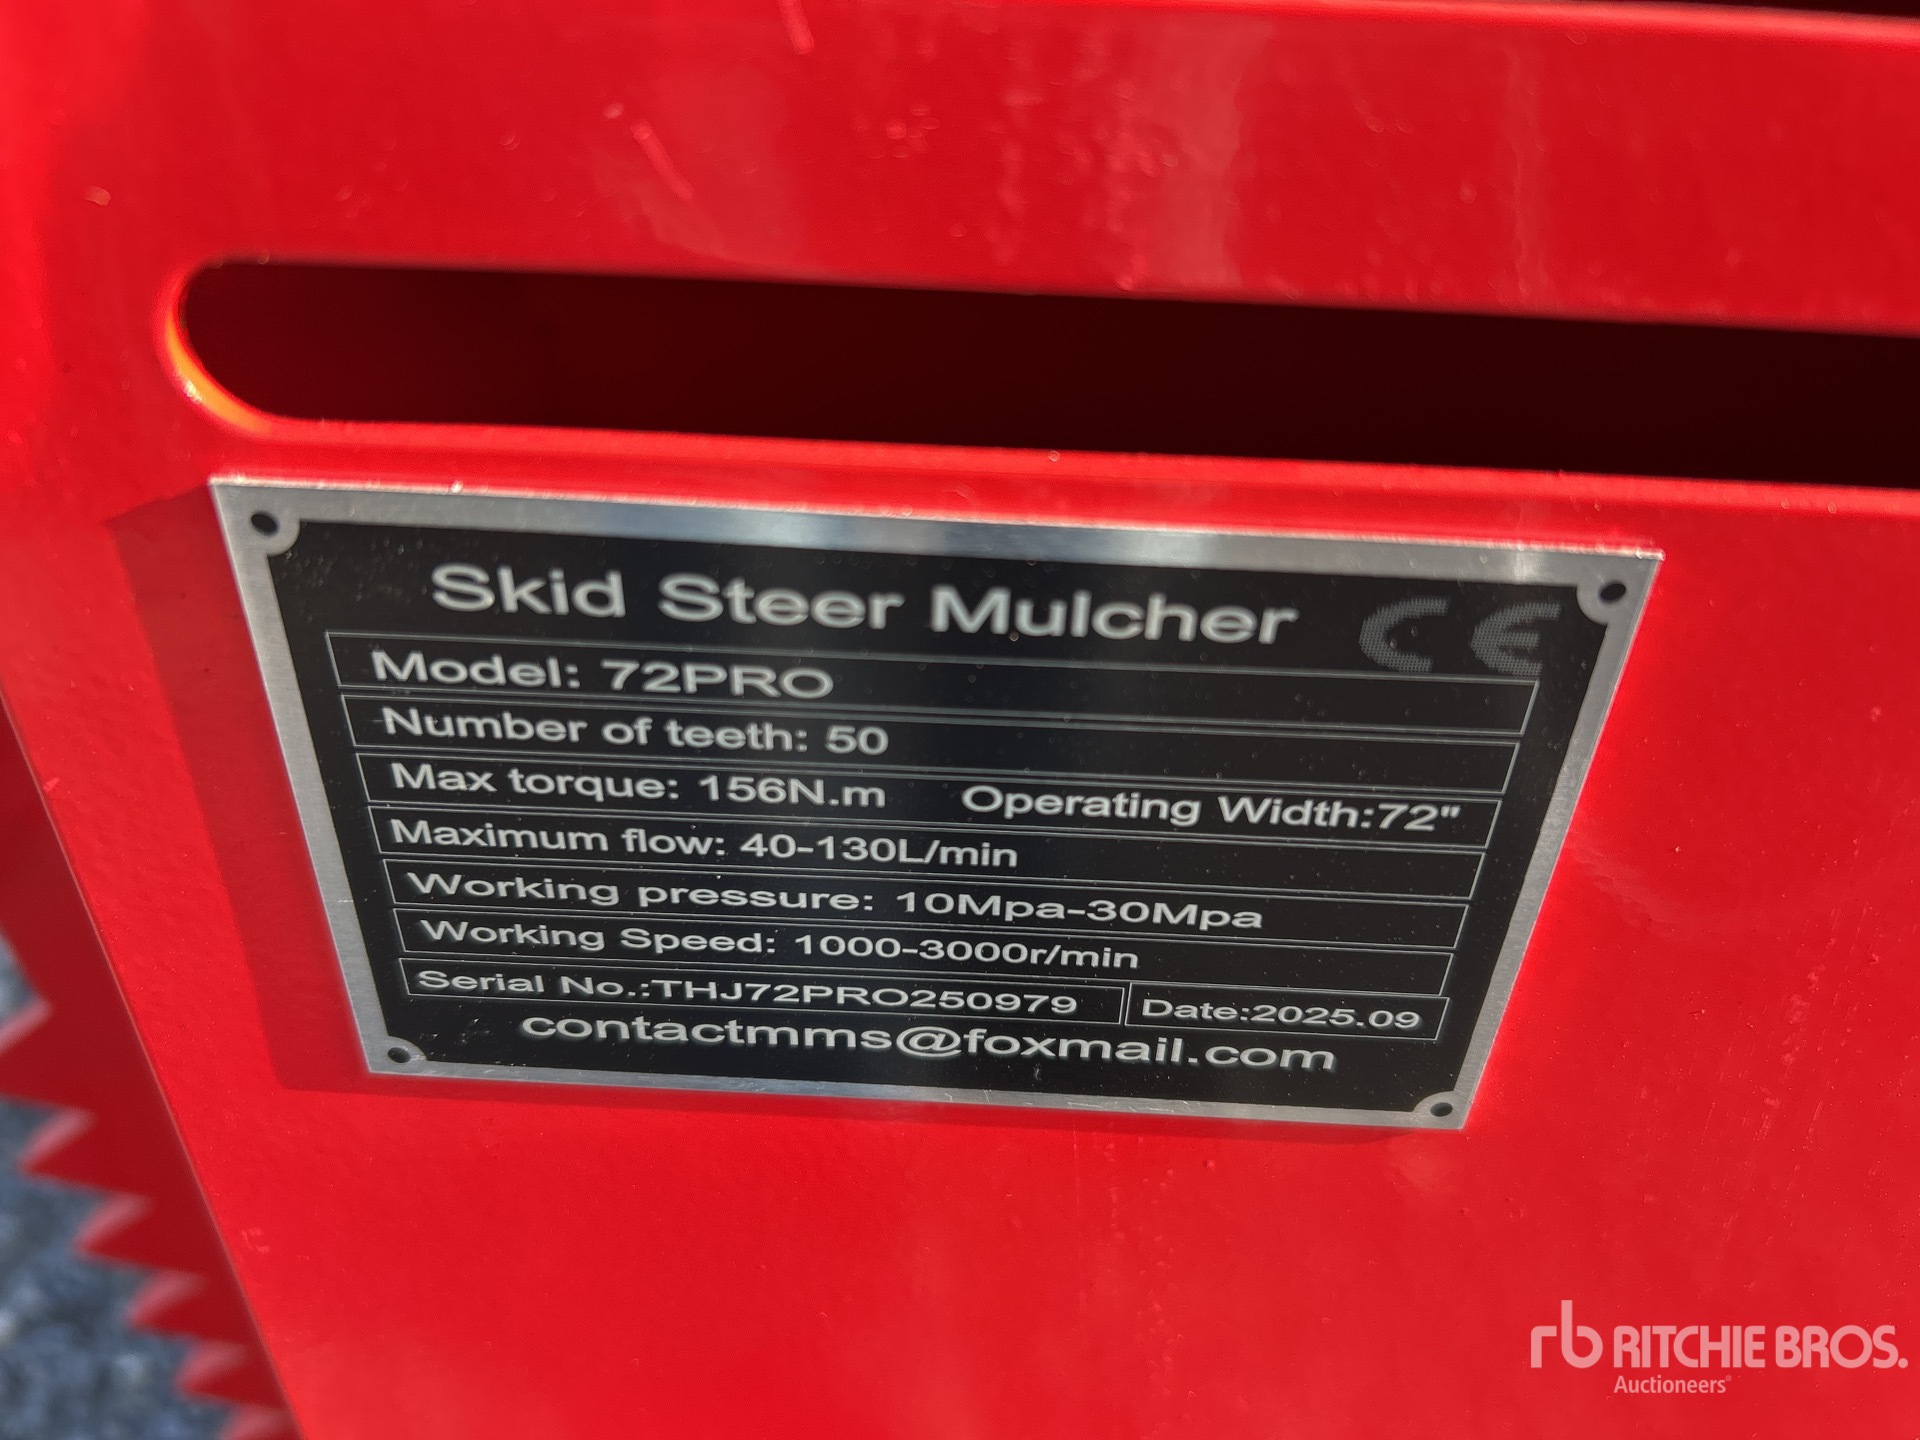 Skid Steer Mulcher CE
Model: 72PRO
Number of teeth: 50
Max torque: 156N.m Operating Width:72"
Maximum flow: 40-130L/min
Working pressure: 10Mpa-30Mpa
Working Speed: 1000-3000r/min
Serial No.:THJ72PRO250979 Date:2025.09
contactmms@foxmail.com
rb RITCHIE BROS.
Auctioneers